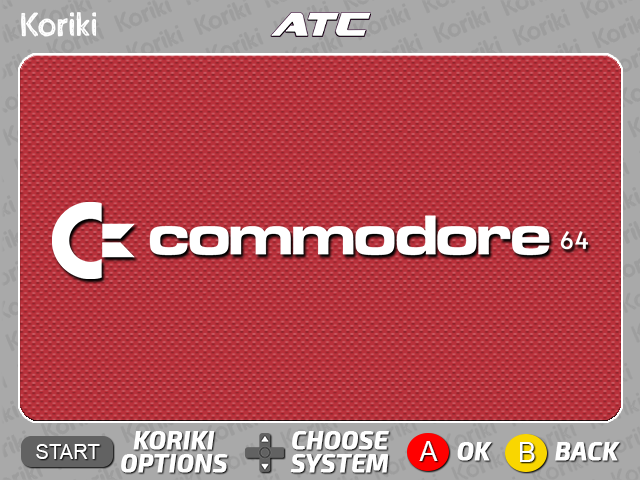 Koriki
ATC
commodore 64
START
KORIKI
OPTIONS
CHOOSE
SYSTEM
A OK
B BACK